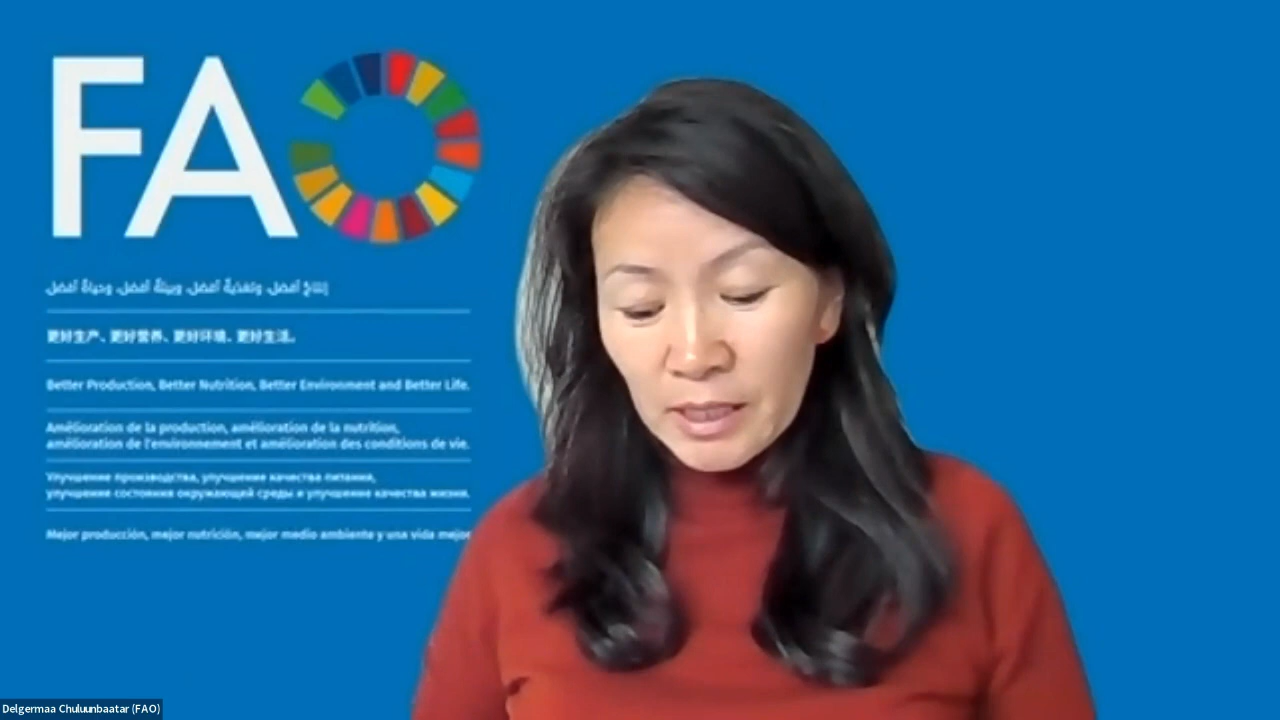 FAO
إنتاجٌ أفضل، وتغذيةٌ أفضل، وبيئةٌ أفضل، وحياةٌ أفضل
更好生产、更好营养、更好环境、更好生活。
Better Production, Better Nutrition, Better Environment and Better Life.
Amélioration de la production, amélioration de la nutrition,
amélioration de l'environnement et amélioration des conditions de vie.
Улучшение производства, улучшение качества питания,
улучшение состояния окружающей среды и улучшение качества жизни.
Mejor producción, mejor nutrición, mejor medio ambiente y una vida mejor
Delgermaa Chuluunbaatar (FAO)